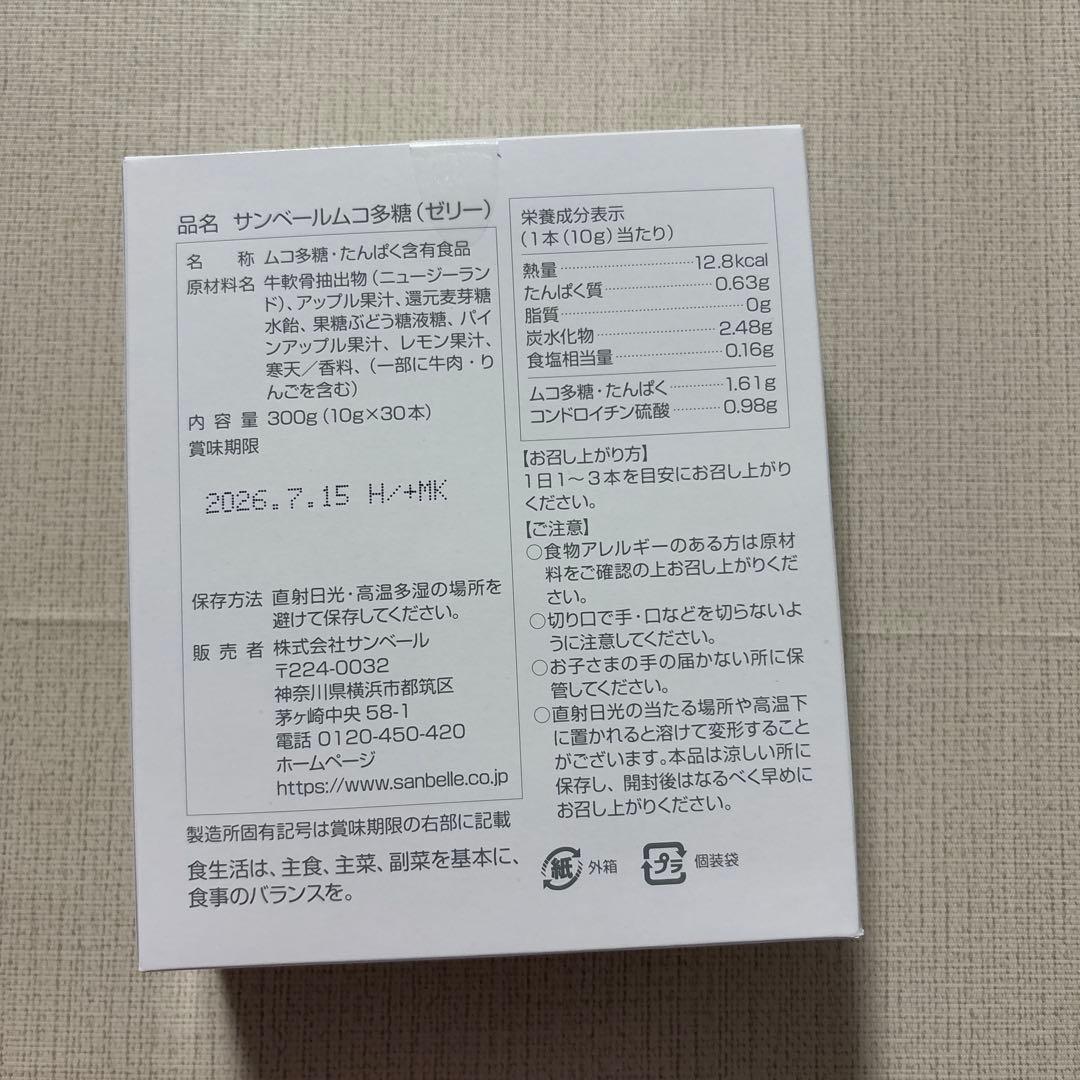 品名 サンベールムコ多糖（ゼリー）
名 称 ムコ多糖・たんぱく含有食品
原材料名 牛軟骨抽出物（ニュージーラン
ド）、アップル果汁、還元麦芽糖
水飴、果糖ぶどう糖液糖、パイ
ンアップル果汁、レモン果汁、
寒天／香料、（一部に牛肉・り
んごを含む）
内容量 300g（10g×30本）
賞味期限
2026.7.15 H/+MK
保存方法 直射日光・高温多湿の場所を
避けて保存してください。
販売者 株式会社サンベール
〒224-0032
神奈川県横浜市都筑区
茅ヶ崎中央 58-1
電話 0120-450-420
ホームページ
https://www.sanbelle.co.jp
製造所固有記号は賞味期限の右部に記載
食生活は、主食、主菜、副菜を基本に、
食事のバランスを。
栄養成分表示
（1本（10g）当たり）
熱量 12.8kcal
たんぱく質 0.63g
脂質 0g
炭水化物 2.48g
食塩相当量 0.16g
ムコ多糖・たんぱく 1.61g
コンドロイチン硫酸 0.98g
【お召し上がり方】
1日1～3本を目安にお召し上がり
ください。
【ご注意】
○食物アレルギーのある方は原材
料をご確認の上お召し上がりくだ
さい。
○切り口で手・口などを切らないよ
うに注意してください。
○お子さまの手の届かない所に保
管してください。
○直射日光の当たる場所や高温下
に置かれると溶けて変形すること
がございます。本品は涼しい所に
保存し、開封後はなるべく早めに
お召し上がりください。
紙 外箱 プラ 個装袋